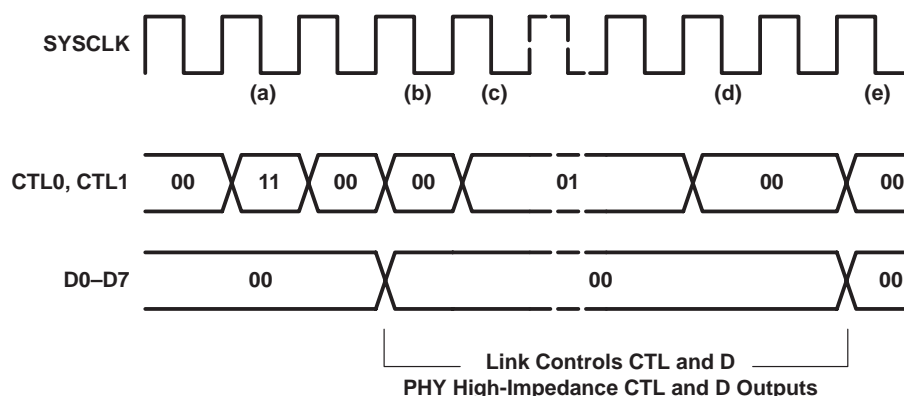 SYSCLK
(a) (b) (c) (d) (e)
CTL0, CTL1 00 11 00 00 01 00 00
D0–D7 00 00 00
Link Controls CTL and D
PHY High-Impedance CTL and D Outputs